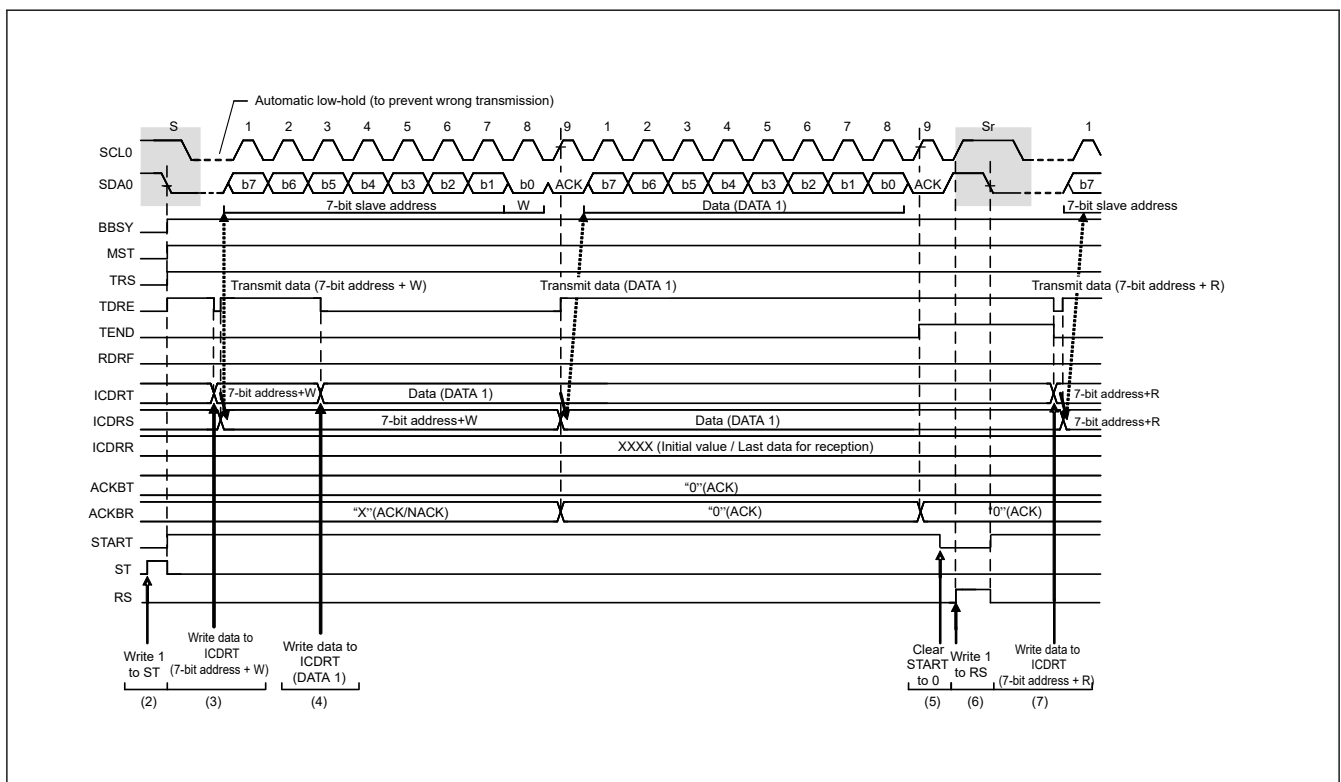 Automatic low-hold (to prevent wrong transmission)
S 1 2 3 4 5 6 7 8 9 1 2 3 4 5 6 7 8 9 Sr 1
SCL0
SDA0 b7 b6 b5 b4 b3 b2 b1 b0 ACK b7 b6 b5 b4 b3 b2 b1 b0 ACK b7
7-bit slave address W Data (DATA 1) 7-bit slave address
BBSY
MST
TRS
Transmit data (7-bit address + W) Transmit data (DATA 1) Transmit data (7-bit address + R)
TDRE
TEND
RDRF
ICDRT 7-bit address+W Data (DATA 1) 7-bit address+R
ICDRS 7-bit address+W Data (DATA 1) 7-bit address+R
ICDRR XXXX (Initial value / Last data for reception)
ACKBT "0"(ACK)
ACKBR "X"(ACK/NACK) "0"(ACK) "0"(ACK)
START
ST
RS
Write 1
to ST
Write data to
ICDRT
(7-bit address + W)
Write data to
ICDRT
(DATA 1)
Clear
START
to 0
Write 1
to RS
Write data to
ICDRT
(7-bit address + R)
(2) (3) (4) (5) (6) (7)